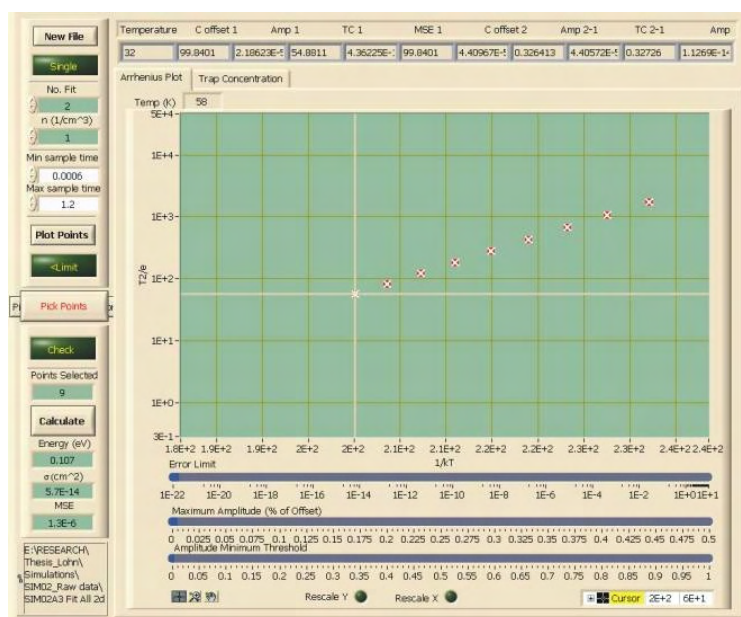 New File
Single
No. Fit
2
n (1/cm^3)
1
Min sample time
0.0006
Max sample time
1.2
Plot Points
<Limit
Pick Points
Check
Points Selected
9
Calculate
Energy (eV)
0.107
σ(cm^2)
5.7E-14
MSE
1.3E-6
E:\RESEARCH\
Thesis_Lohn\
Simulations\
SIM02_Raw data\
SIM02A3 Fit All 2d
Temperature C offset 1 Amp 1 TC 1 MSE 1 C offset 2 Amp 2-1 TC 2-1 Amp
32 99.8401 2.18623E-5 54.8811 4.36225E- 99.8401 4.40967E- 0.326413 4.40572E- 0.32726 1.1269E-14
Arrhenius Plot Trap Concentration
Temp (K) 58
5E+4
1E+4
1E+3
1E+2
1E+1
1E+0
3E-1
T2/e
1.8E+2 1.9E+2 1.9E+2 2E+2 2E+2 2.1E+2 2.1E+2 2.2E+2 2.2E+2 2.3E+2 2.4E+2 2.4E+2
1/kT
Error Limit
1E-22 1E-20 1E-18 1E-16 1E-14 1E-12 1E-10 1E-8 1E-6 1E-4 1E-2 1E+0 1E+1
Maximum Amplitude (% of Offset)
0 0.025 0.05 0.075 0.1 0.125 0.15 0.175 0.2 0.225 0.25 0.275 0.3 0.325 0.35 0.375 0.4 0.425 0.45 0.475 0.5
Amplitude Minimum Threshold
0 0.05 0.1 0.15 0.2 0.25 0.3 0.35 0.4 0.45 0.5 0.55 0.6 0.65 0.7 0.75 0.8 0.85 0.9 0.95 1
Rescale Y Rescale X Cursor 2E+2 6E+1